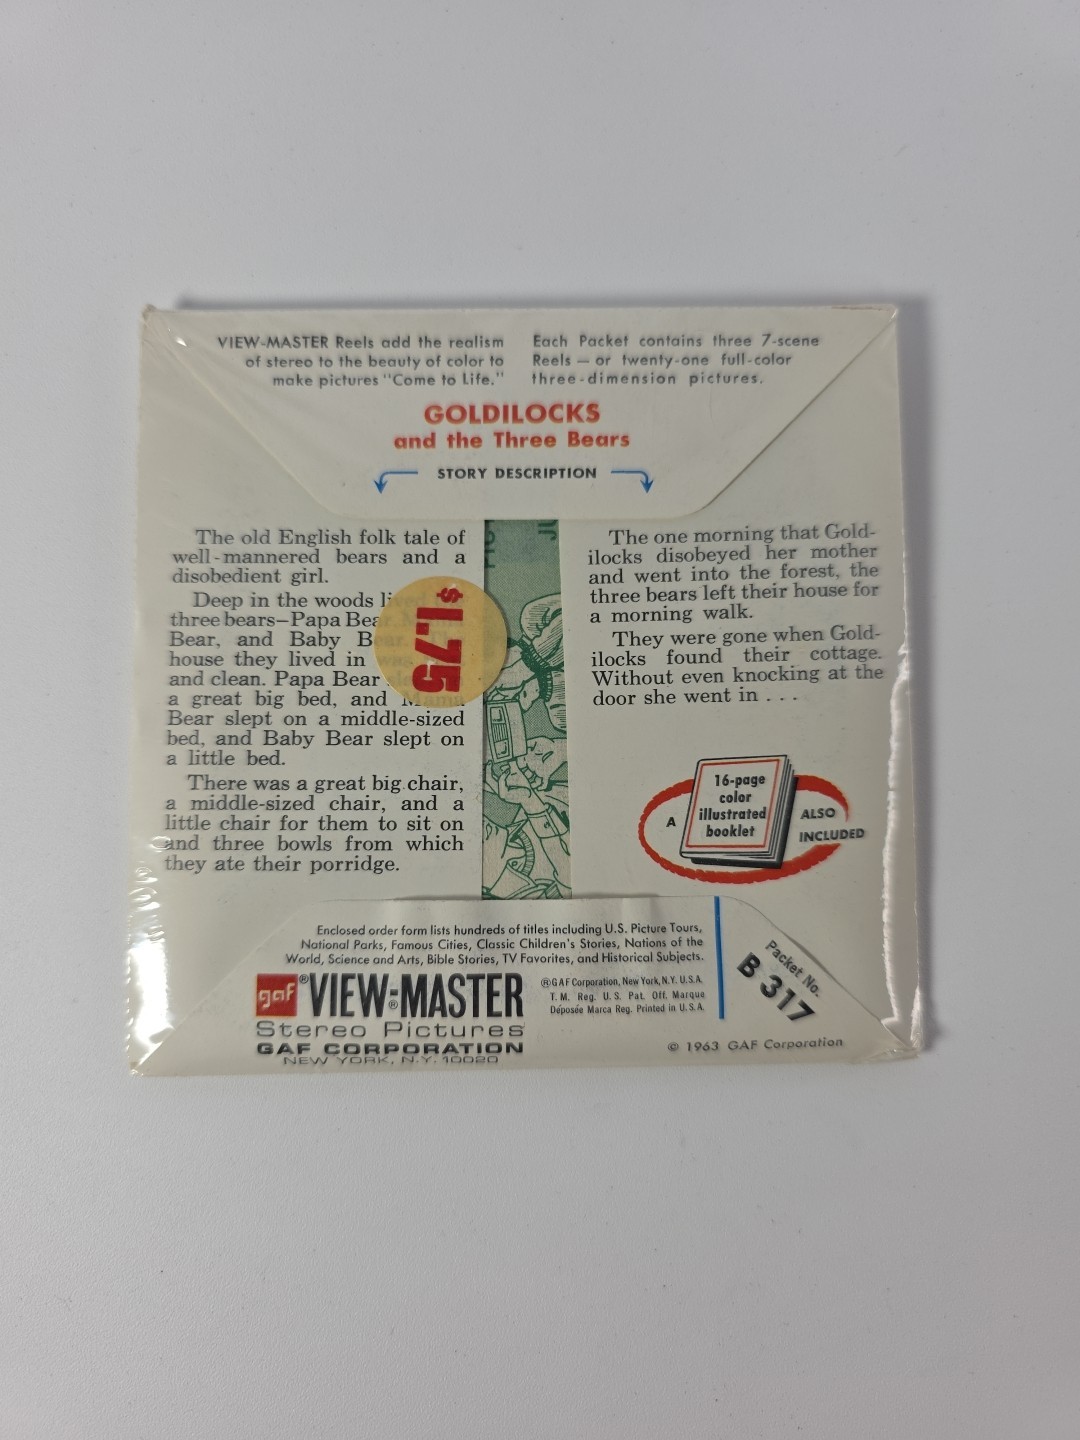 VIEW-MASTER Reels add the realism
of stereo to the beauty of color to
make pictures "Come to Life."
Each Packet contains three 7-scene
Reels — or twenty-one full-color
three-dimension pictures.
GOLDILOCKS
and the Three Bears
STORY DESCRIPTION
The old English folk tale of
well-mannered bears and a
disobedient girl.
Deep in the woods lived
three bears—Papa Bear, Mama
Bear, and Baby Bear. The
house they lived in was
and clean. Papa Bear
a great big bed, and Mama
Bear slept on a middle-sized
bed, and Baby Bear slept on
a little bed.
There was a great big chair,
a middle-sized chair, and a
little chair for them to sit on
and three bowls from which
they ate their porridge.
$1.75
The one morning that Gold-
ilocks disobeyed her mother
and went into the forest, the
three bears left their house for
a morning walk.
They were gone when Gold-
ilocks found their cottage.
Without even knocking at the
door she went in . . .
A
16-page
color
illustrated
booklet
ALSO
INCLUDED
Enclosed order form lists hundreds of titles including U.S. Picture Tours,
National Parks, Famous Cities, Classic Children's Stories, Nations of the
World, Science and Arts, Bible Stories, TV Favorites, and Historical Subjects.
gaf® VIEW-MASTER®
Stereo Pictures
GAF CORPORATION
NEW YORK, N.Y. 10020
® GAF Corporation, New York, N.Y. U.S.A.
T.M. Reg. U.S. Pat. Off. Marque
Déposée Marca Reg. Printed in U.S.A.
Packet No.
B 317
© 1963 GAF Corporation